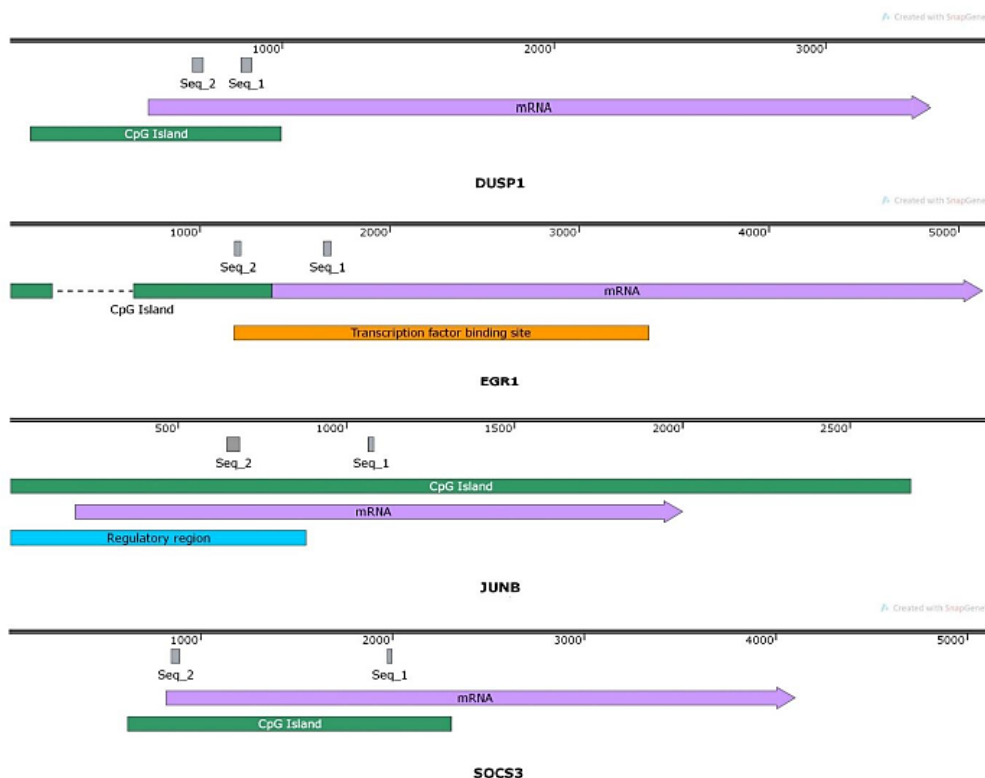 Created with SnapGene
1000 2000 3000
Seq_2 Seq_1
mRNA
CpG Island
DUSP1
Created with SnapGene
1000 2000 3000 4000 5000
Seq_2 Seq_1
mRNA
CpG Island
Transcription factor binding site
EGR1
500 1000 1500 2000 2500
Seq_2 Seq_1
CpG Island
mRNA
Regulatory region
JUNB
Created with SnapGene
1000 2000 3000 4000 5000
Seq_2 Seq_1
mRNA
CpG Island
SOCS3